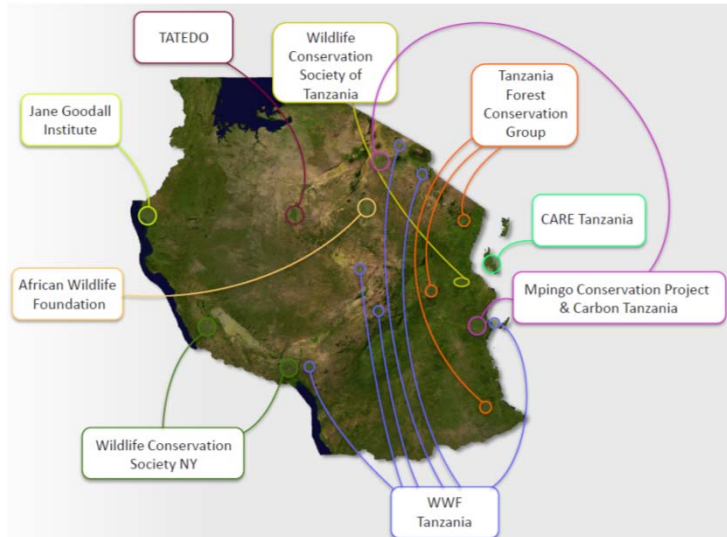 TATEDO
Wildlife
Conservation
Society of
Tanzania
Tanzania
Forest
Conservation
Group
Jane Goodall
Institute
CARE Tanzania
African Wildlife
Foundation
Mpingo Conservation Project
& Carbon Tanzania
Wildlife Conservation
Society NY
WWF
Tanzania